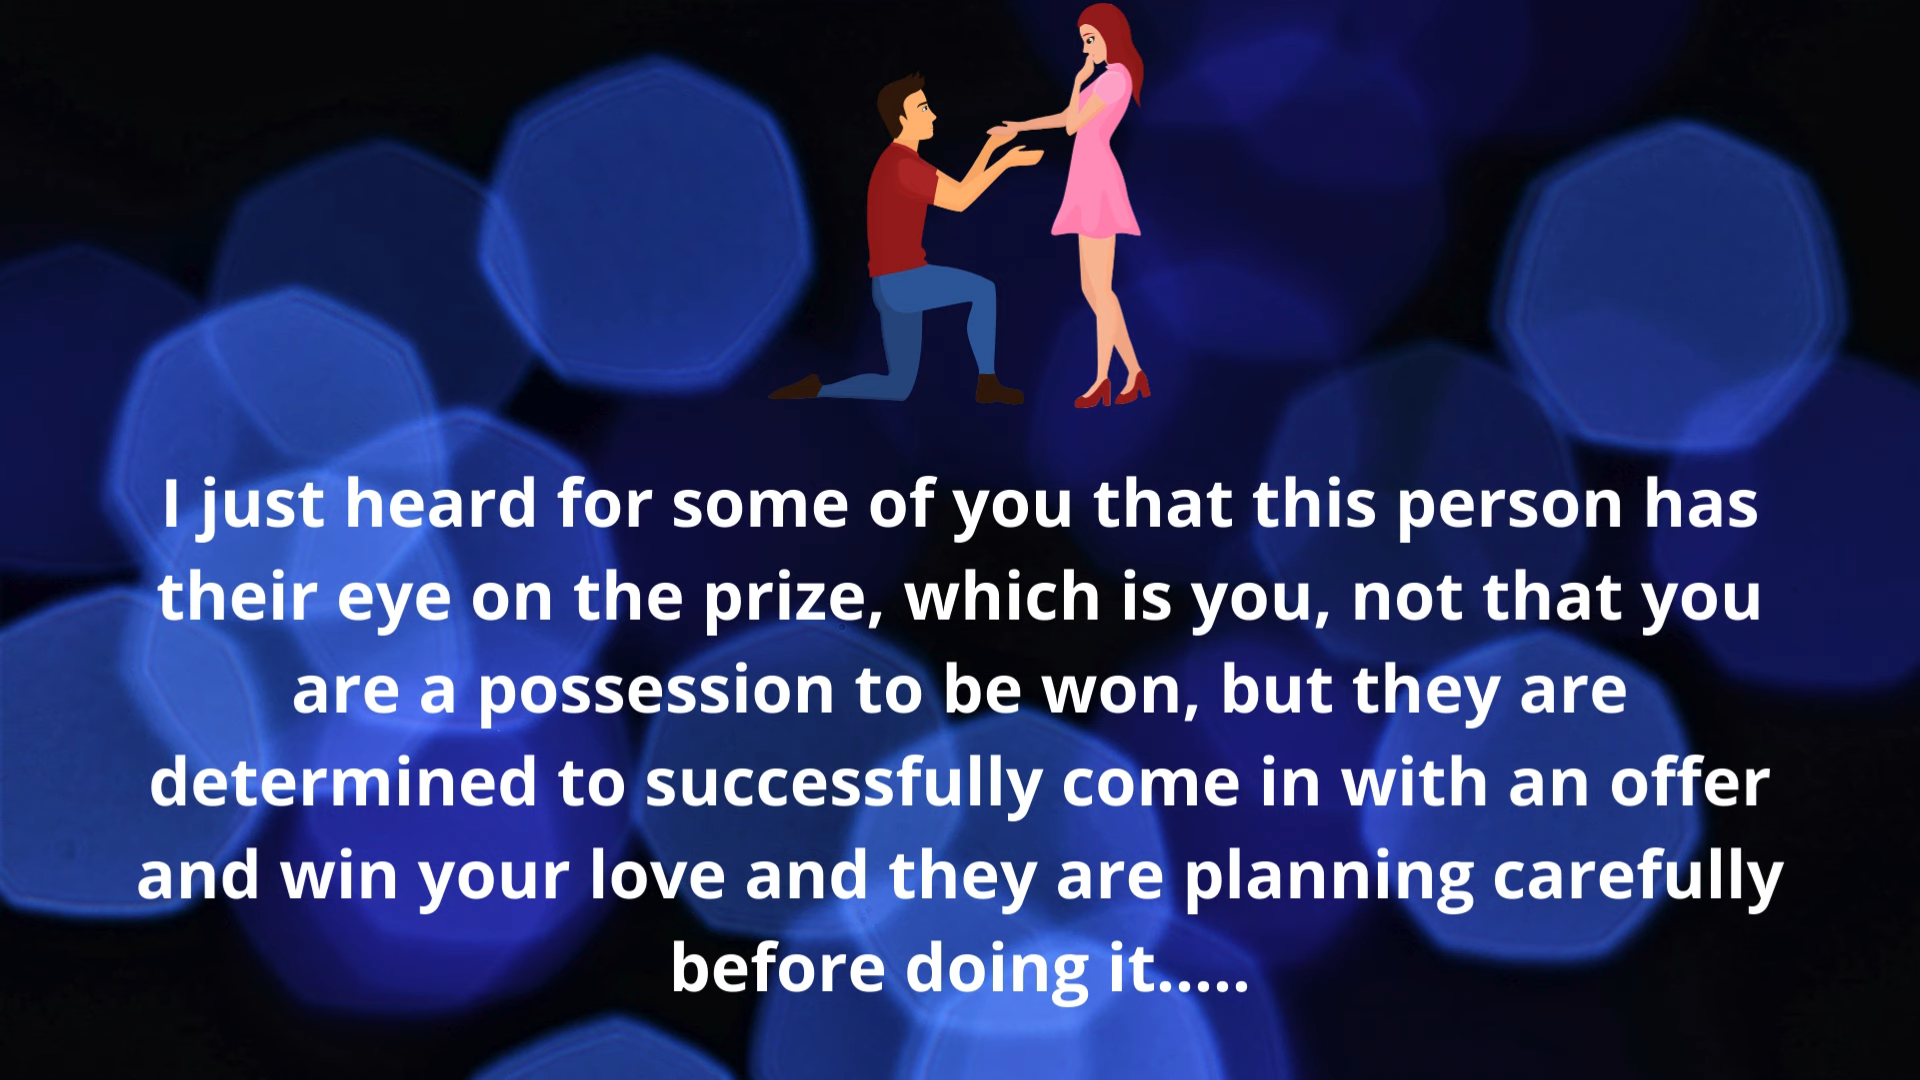 I just heard for some of you that this person has
their eye on the prize, which is you, not that you
are a possession to be won, but they are
determined to successfully come in with an offer
and win your love and they are planning carefully
before doing it.....